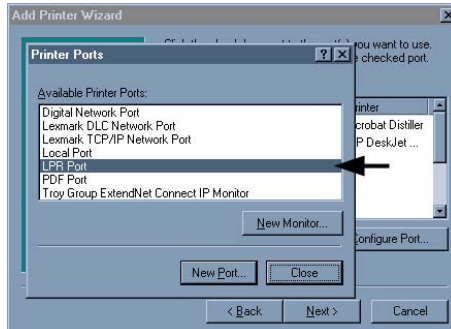 Add Printer Wizard
you want to use.
e checked port.
Printer Ports
Available Printer Ports:
Digital Network Port
Lexmark DLC Network Port
Lexmark TCP/IP Network Port
Local Port
LPR Port
PDF Port
Troy Group ExtendNet Connect IP Monitor
rinter
crobat Distiller
P DeskJet ...
New Monitor...
Configure Port...
New Port...
Close
< Back
Next >
Cancel